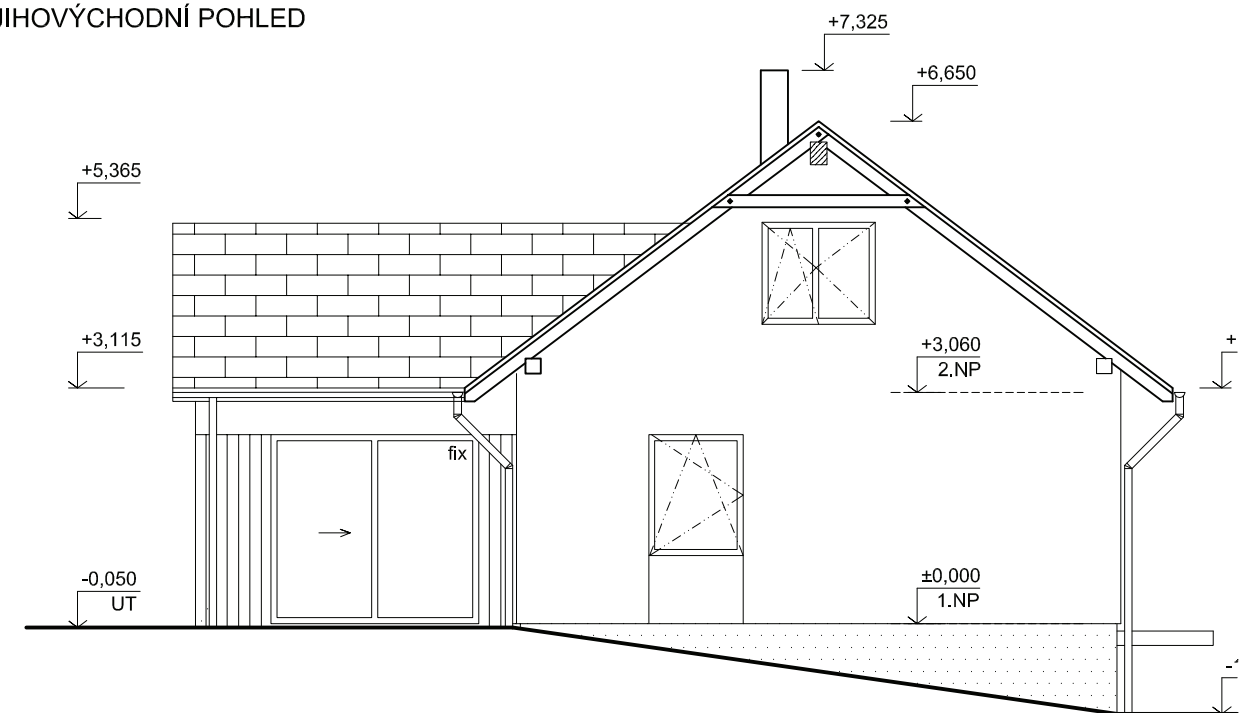 JIHOVÝCHODNÍ POHLED
+7,325
+6,650
+5,365
+3,115
+3,060
2.NP
+
fix
-0,050
UT
±0,000
1.NP